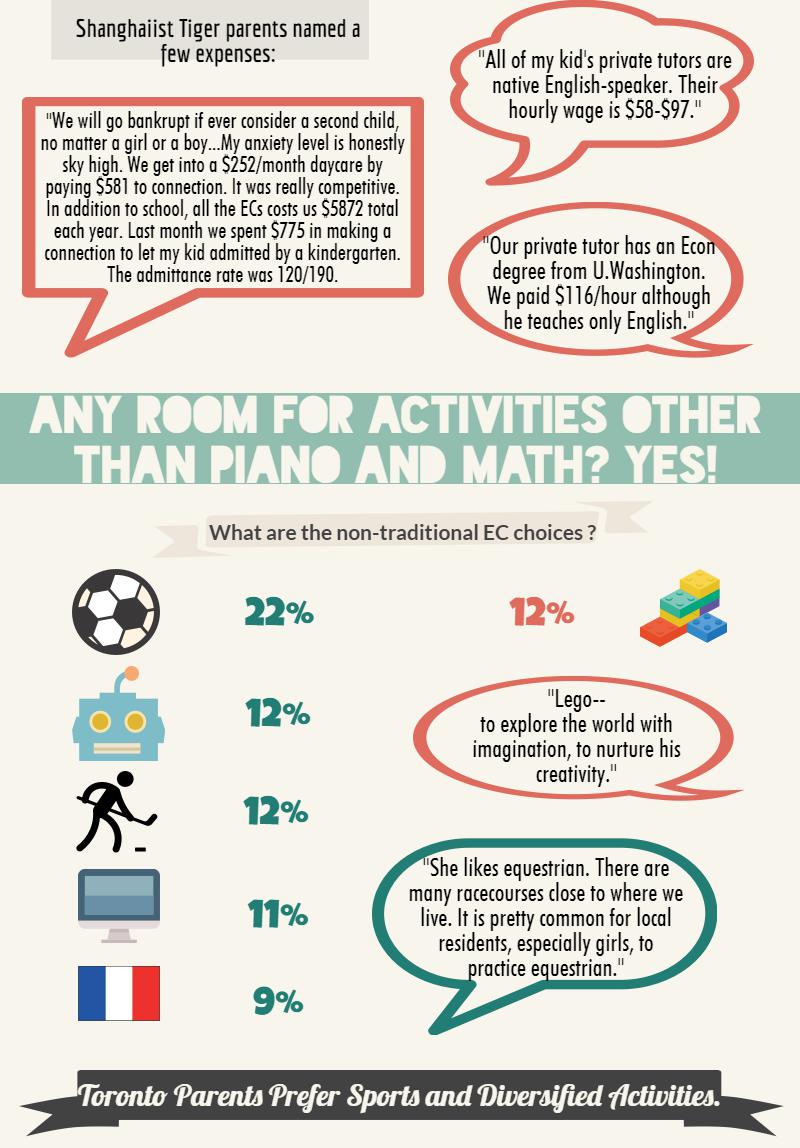 Shanghaiist Tiger parents named a
few expenses:
"We will go bankrupt if ever consider a second child,
no matter a girl or a boy...My anxiety level is honestly
sky high. We get into a $252/month daycare by
paying $581 to connection. It was really competitive.
In addition to school, all the ECs costs us $5872 total
each year. Last month we spent $775 in making a
connection to let my kid admitted by a kindergarten.
The admittance rate was 120/190.
"All of my kid's private tutors are
native English-speaker. Their
hourly wage is $58-$97."
"Our private tutor has an Econ
degree from U.Washington.
We paid $116/hour although
he teaches only English."
ANY ROOM FOR ACTIVITIES OTHER
THAN PIANO AND MATH? YES!
What are the non-traditional EC choices ?
22%
12%
12%
11%
9%
12%
"Lego--
to explore the world with
imagination, to nurture his
creativity."
"She likes equestrian. There are
many racecourses close to where we
live. It is pretty common for local
residents, especially girls, to
practice equestrian."
Toronto Parents Prefer Sports and Diversified Activities.